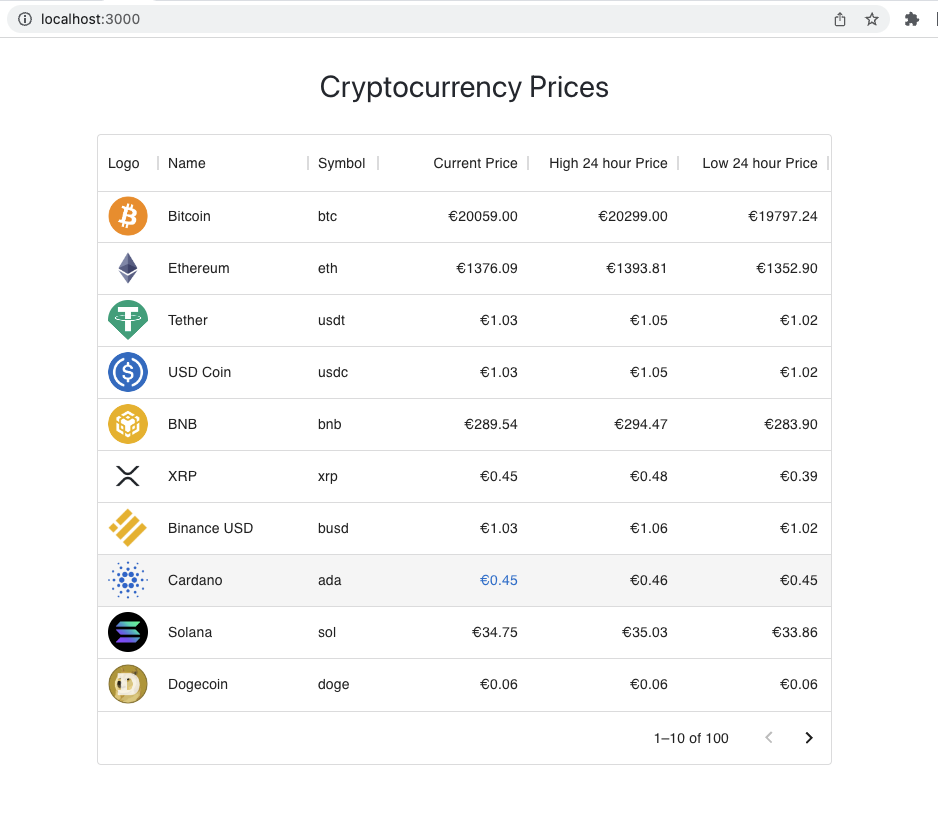 localhost:3000
Cryptocurrency Prices
Logo Name Symbol Current Price High 24 hour Price Low 24 hour Price
Bitcoin btc €20059.00 €20299.00 €19797.24
Ethereum eth €1376.09 €1393.81 €1352.90
Tether usdt €1.03 €1.05 €1.02
USD Coin usdc €1.03 €1.05 €1.02
BNB bnb €289.54 €294.47 €283.90
XRP xrp €0.45 €0.48 €0.39
Binance USD busd €1.03 €1.06 €1.02
Cardano ada €0.45 €0.46 €0.45
Solana sol €34.75 €35.03 €33.86
Dogecoin doge €0.06 €0.06 €0.06
1–10 of 100